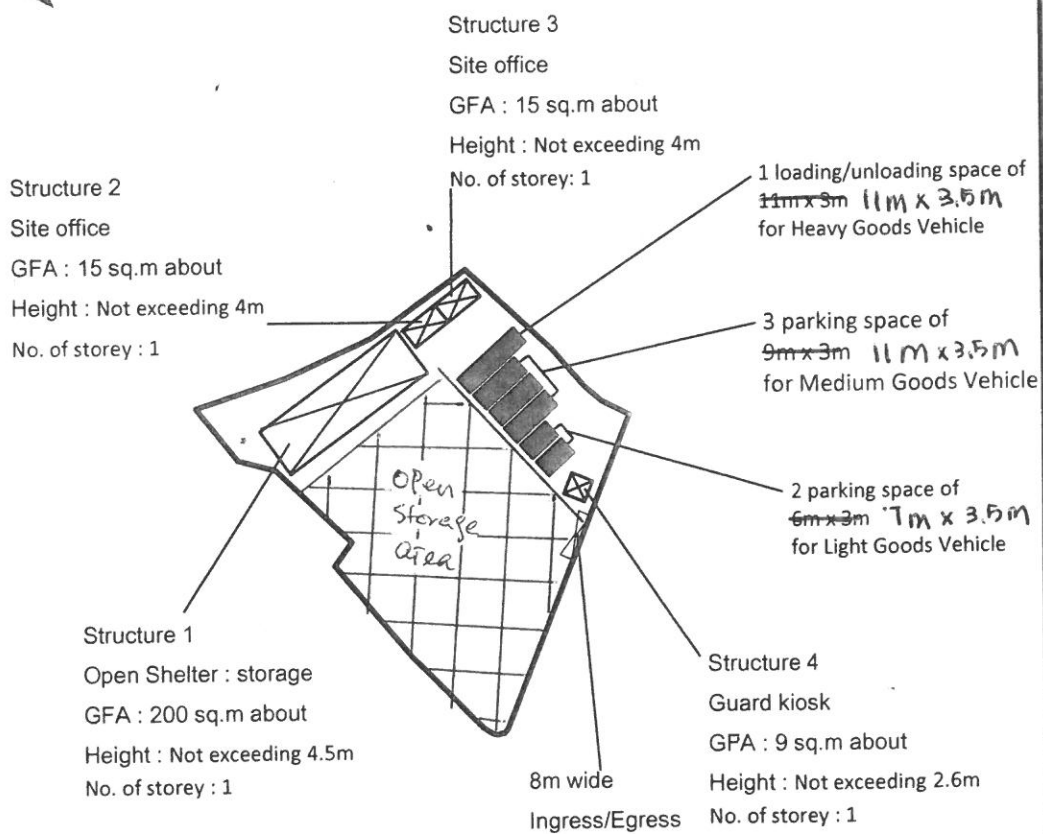 Structure 3
Site office
GFA : 15 sq.m about
Height : Not exceeding 4m
No. of storey: 1
Structure 2
Site office
GFA : 15 sq.m about
Height : Not exceeding 4m
No. of storey : 1
1 loading/unloading space of
11m x 3m 11m x 3.5m
for Heavy Goods Vehicle
3 parking space of
9m x 3m 11m x 3.5m
for Medium Goods Vehicle
2 parking space of
6m x 3m 7m x 3.5m
for Light Goods Vehicle
Open
Storage
area
Structure 1
Open Shelter : storage
GFA : 200 sq.m about
Height : Not exceeding 4.5m
No. of storey : 1
8m wide
Ingress/Egress
Structure 4
Guard kiosk
GPA : 9 sq.m about
Height : Not exceeding 2.6m
No. of storey : 1